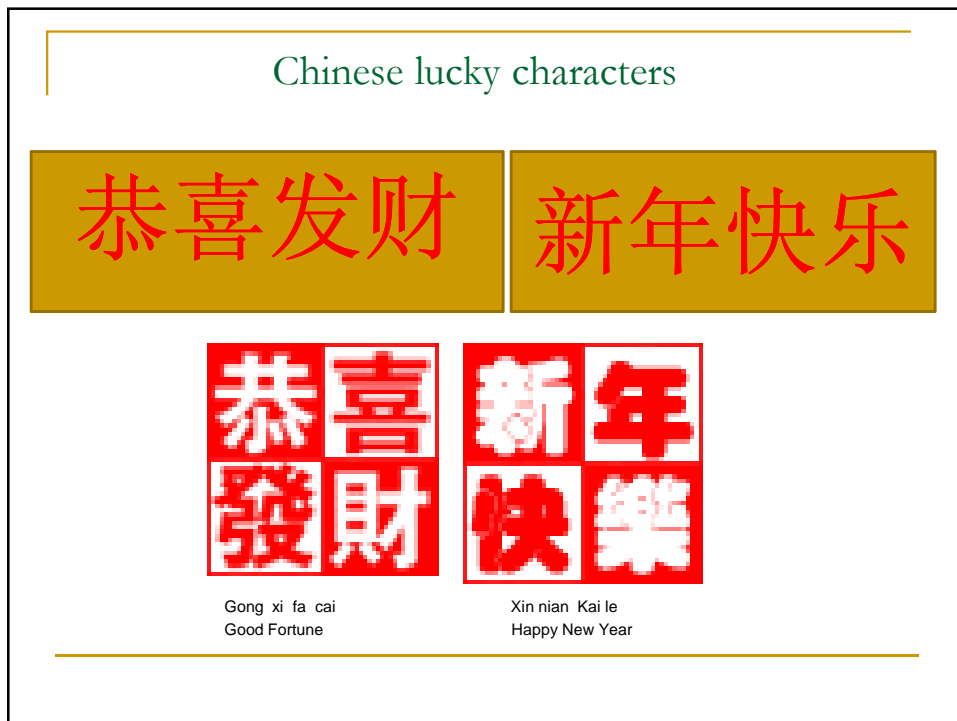 Chinese lucky characters
恭喜发财
新年快乐
恭喜
發財
新年
快樂
Gong xi fa cai
Good Fortune
Xin nian Kai le
Happy New Year